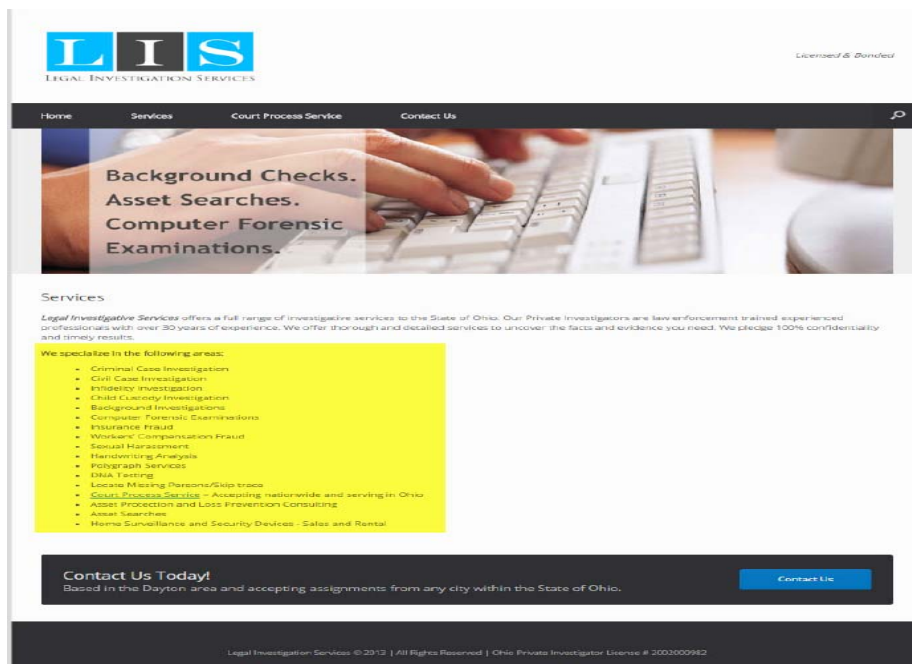 LIS
LEGAL INVESTIGATION SERVICES
Licensed & Bonded
Home Services Court Process Service Contact Us
Background Checks.
Asset Searches.
Computer Forensic
Examinations.
Services
Legal Investigative Services offers a full range of investigative services to the State of Ohio. Our Private Investigators are law enforcement trained experienced
professionals with over 30 years of experience. We offer thorough and detailed services to uncover the facts and evidence you need. We pledge 100% confidentiality
and timely results.
We specialize in the following areas:
• Criminal Case Investigation
• Civil Case Investigation
• Infidelity Investigation
• Child Custody Investigation
• Background Investigations
• Computer Forensic Examinations
• Insurance Fraud
• Workers' Compensation Fraud
• Sexual Harassment
• Handwriting Analysis
• Polygraph Services
• DNA Testing
• Locate Missing Persons/Skip trace
• Court Process Service – Accepting nationwide and serving in Ohio
• Asset Protection and Loss Prevention Consulting
• Asset Searches
• Home Surveillance and Security Devices - Sales and Rental
Contact Us Today!
Based in the Dayton area and accepting assignments from any city within the State of Ohio.
Contact Us
Legal Investigation Services © 2013 | All Rights Reserved | Ohio Private Investigator License # 2002000982